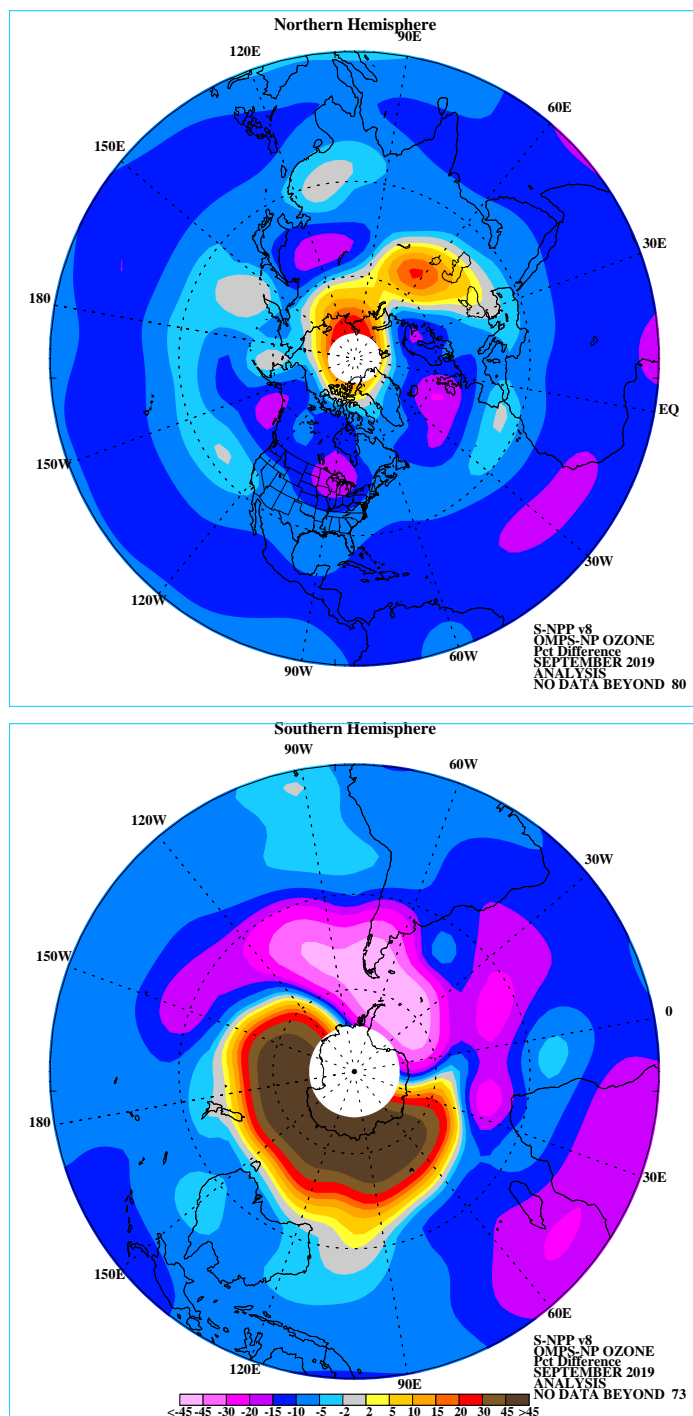 Northern Hemisphere
90E
120E
60E
150E
30E
180
EQ
150W
30W
120W
60W
90W
S-NPP v8
OMPS-NP OZONE
Pct Difference
SEPTEMBER 2019
ANALYSIS
NO DATA BEYOND 80
Southern Hemisphere
90W
60W
120W
30W
150W
0
180
30E
150E
60E
120E
90E
S-NPP v8
OMPS-NP OZONE
Pct Difference
SEPTEMBER 2019
ANALYSIS
NO DATA BEYOND 73
<-45 -45 -30 -20 -15 -10 -5 -2 2 5 10 15 20 30 45 >45